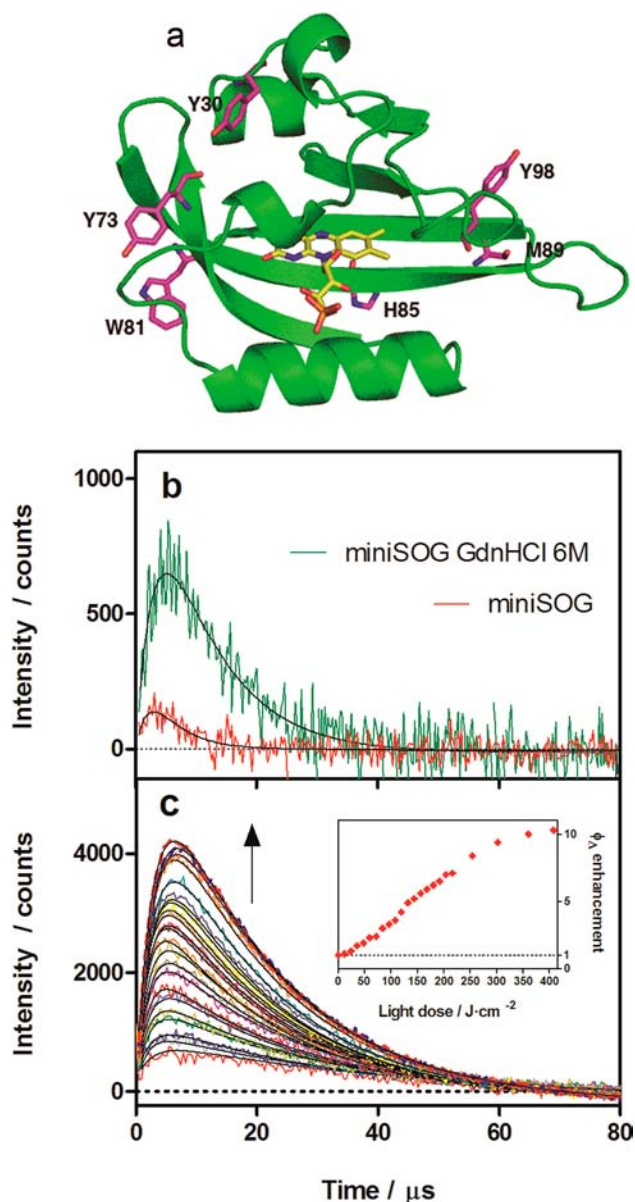 a
Y30
Y98
Y73
M89
W81
H85
b
1000
miniSOG GdnHCl 6M
miniSOG
500
0
Intensity / counts
c
4000
2000
0
Intensity / counts
10
5
1
0
ϕΔ enhancement
0 50 100 150 200 250 300 350 400
Light dose / J·cm -2
0 20 40 60 80
Time / μs